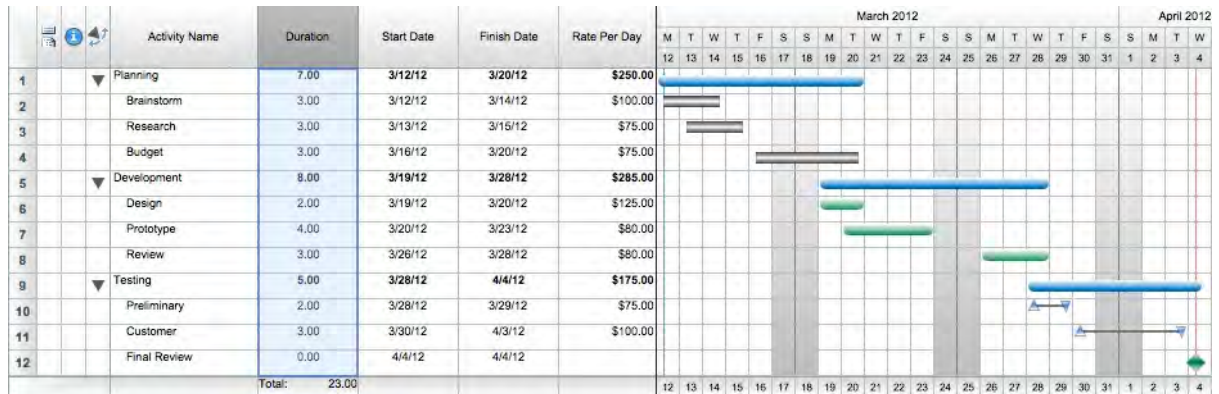 March 2012 April 2012
Activity Name Duration Start Date Finish Date Rate Per Day M T W T F S S M T W T F S S M T W T F S S M T W
12 13 14 15 16 17 18 19 20 21 22 23 24 25 26 27 28 29 30 31 1 2 3 4
1 Planning 7.00 3/12/12 3/20/12 $250.00
2 Brainstorm 3.00 3/12/12 3/14/12 $100.00
3 Research 3.00 3/13/12 3/15/12 $75.00
4 Budget 3.00 3/16/12 3/20/12 $75.00
5 Development 8.00 3/19/12 3/28/12 $285.00
6 Design 2.00 3/19/12 3/20/12 $125.00
7 Prototype 4.00 3/20/12 3/23/12 $80.00
8 Review 3.00 3/26/12 3/28/12 $80.00
9 Testing 5.00 3/28/12 4/4/12 $175.00
10 Preliminary 2.00 3/28/12 3/29/12 $75.00
11 Customer 3.00 3/30/12 4/3/12 $100.00
12 Final Review 0.00 4/4/12 4/4/12
Total: 23.00
12 13 14 15 16 17 18 19 20 21 22 23 24 25 26 27 28 29 30 31 1 2 3 4